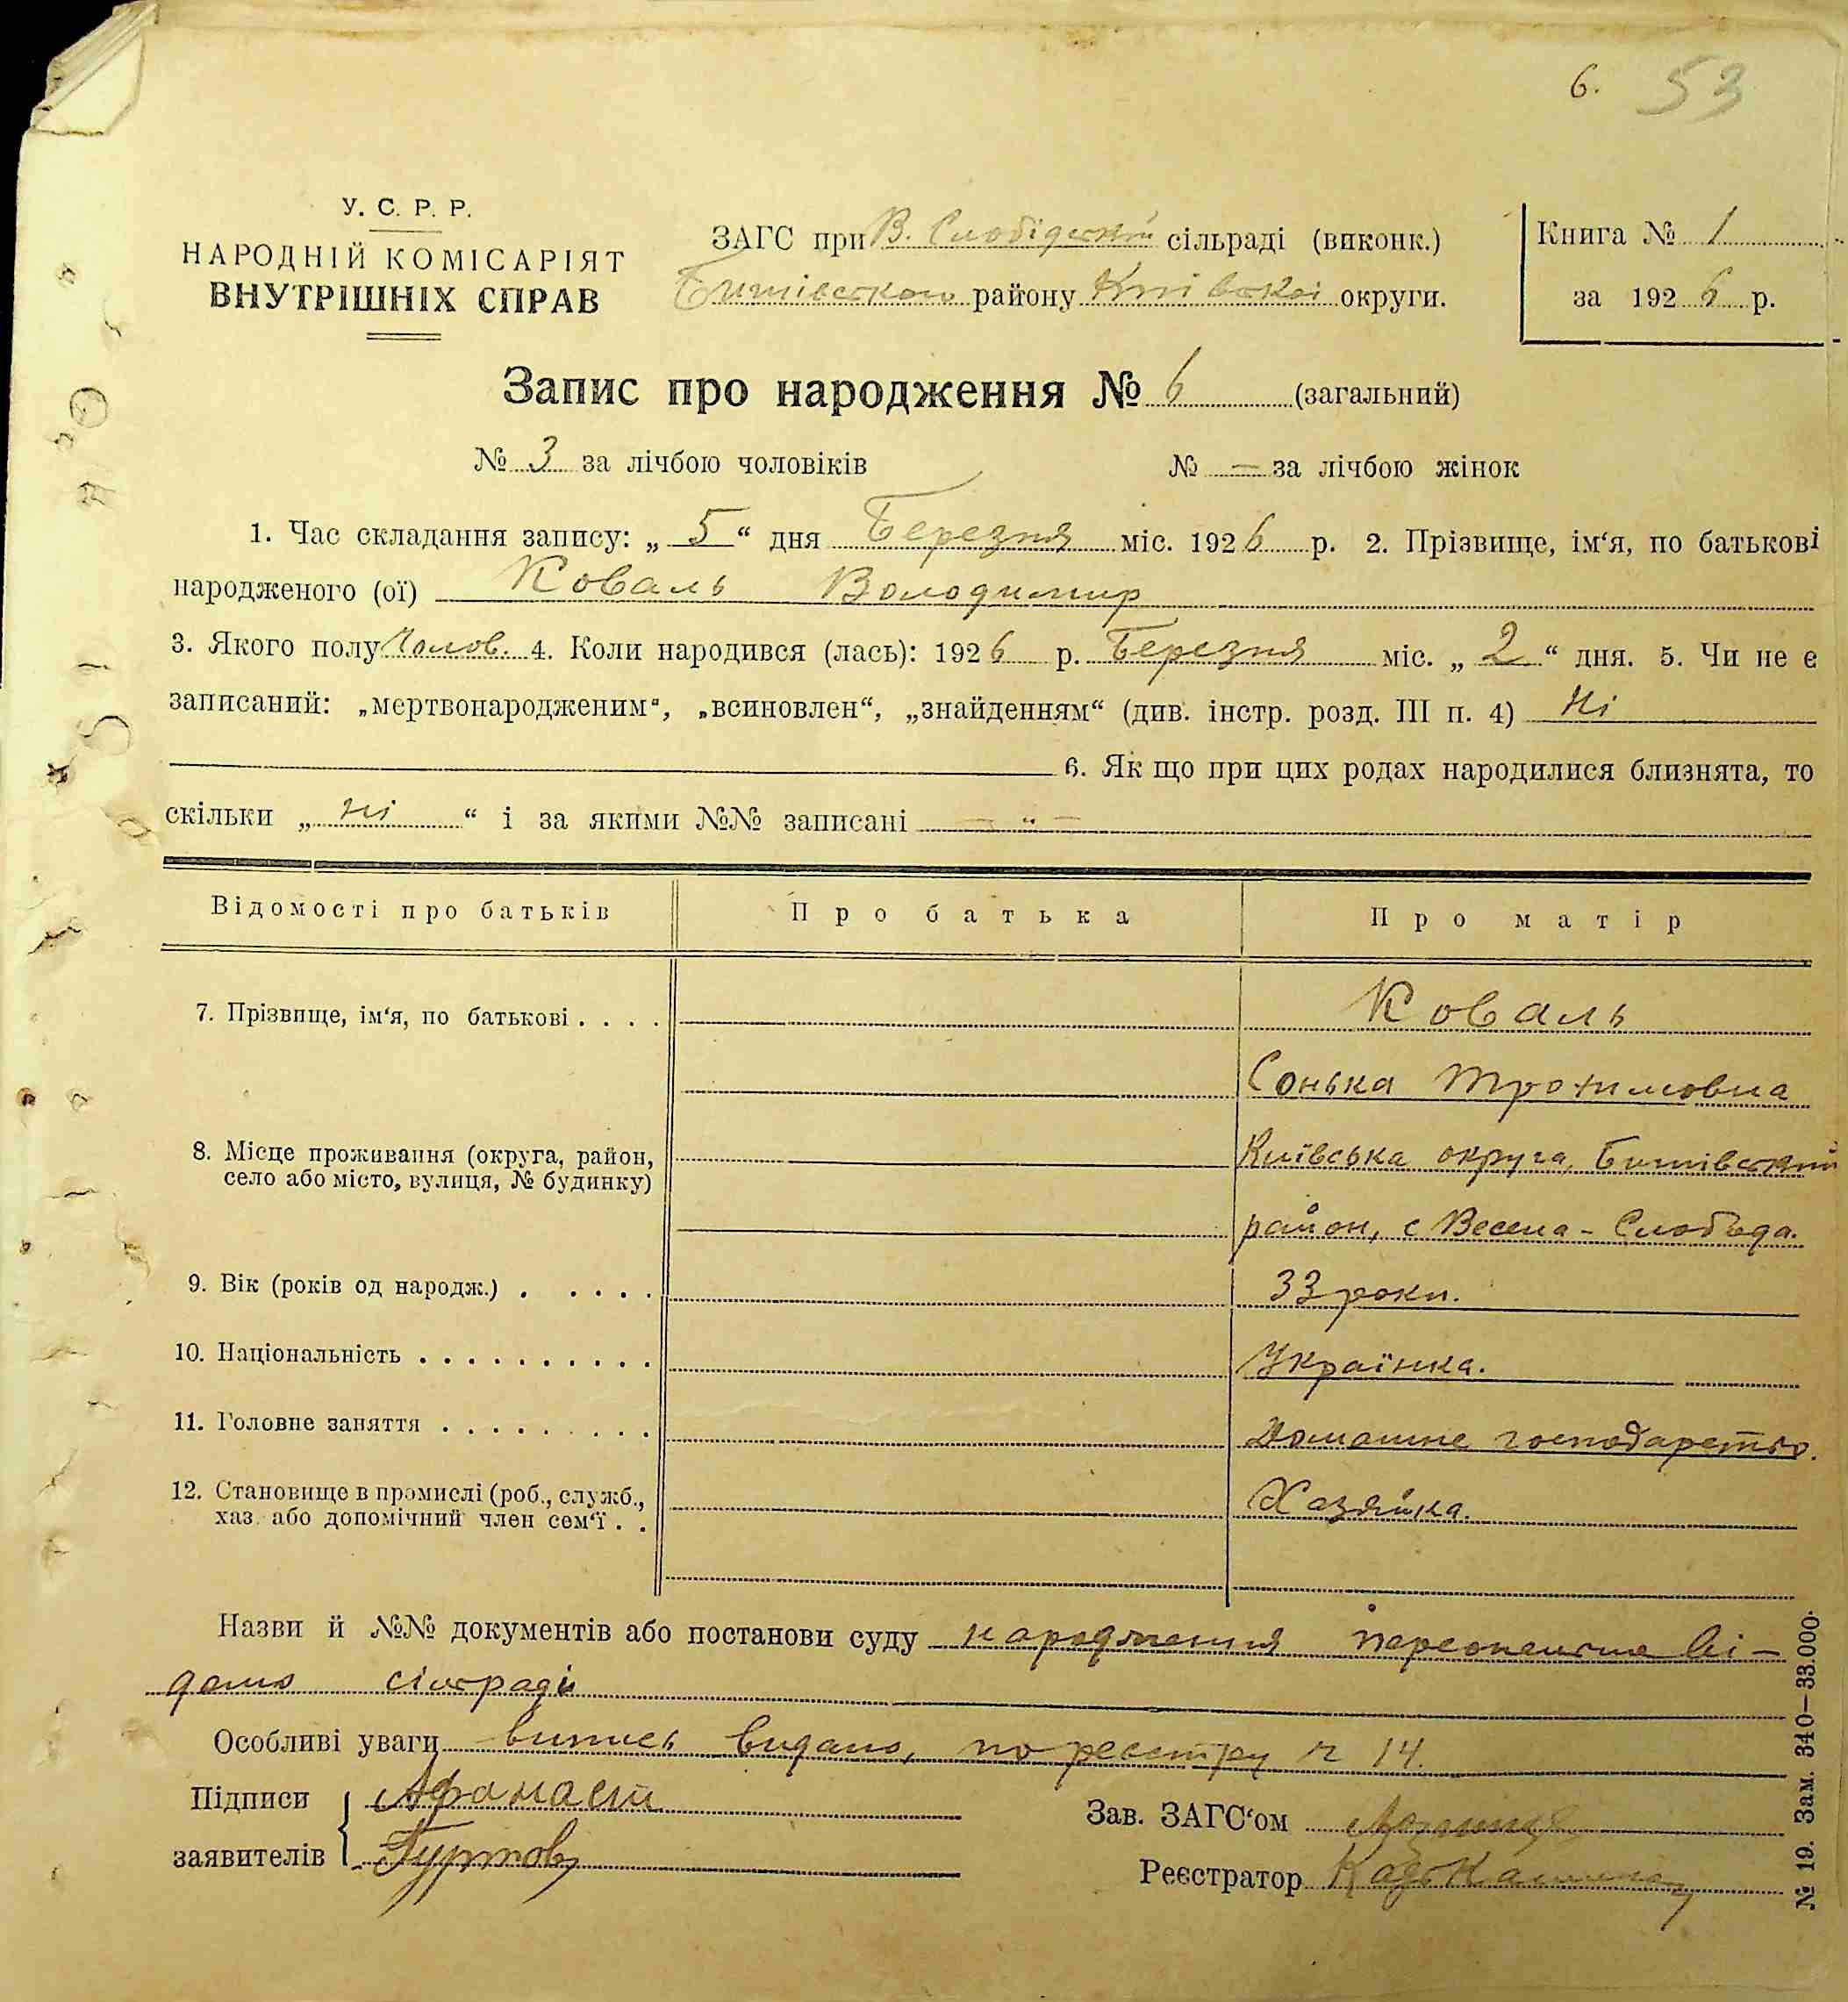 6. 53
У. С. Р. Р.
НАРОДНІЙ КОМІСАРІЯТ
ВНУТРІШНІХ СПРАВ
ЗАГС при В. Слобідській сільраді (виконк.)
Бишівського району Київської округи.
Книга № 1
за 1926 р.
Запис про народження № 6 (загальний)
№ 3 за лічбою чоловіків № — за лічбою жінок
1. Час складання запису: „ 5 “ дня Березня міс. 1926 р. 2. Прізвище, ім‘я, по батькові
народженого (ої) Коваль Володимир
3. Якого полу Чолов. 4. Коли народився (лась): 1926 р. Березня міс. „ 2 “ дня. 5. Чи не є
записаний: „мертвонародженим“, „всиновлен“, „знайденням“ (див. інстр. розд. III п. 4) Ні
6. Як що при цих родах народилися близнята, то
скільки „ ні “ і за якими №№ записані — „ —
Відомості про батьків Про батька Про матір
7. Прізвище, ім‘я, по батькові . . . . Коваль
Сонька Трохимовна
8. Місце проживання (округа, район,
село або місто, вулиця, № будинку)
Київська округа, Бишівський
район, с Весела - Слобода.
9. Вік (років од народж.) . . . . . 33 роки.
10. Національність . . . . . . . . . . Українка.
11. Головне заняття . . . . . . . . . Домашне господарство.
12. Становище в промислі (роб., служб.,
хаз. або допомічний член сем‘ї . .
Хазяйка.
Назви й №№ документів або постанови суду народження персонально ві-
домо сільраді
Особливі уваги випись видано, по реєстру № 14.
Підписи
заявителів
Зав. ЗАГС‘ом
Реєстратор
№ 19. Зам. 340—33.000.